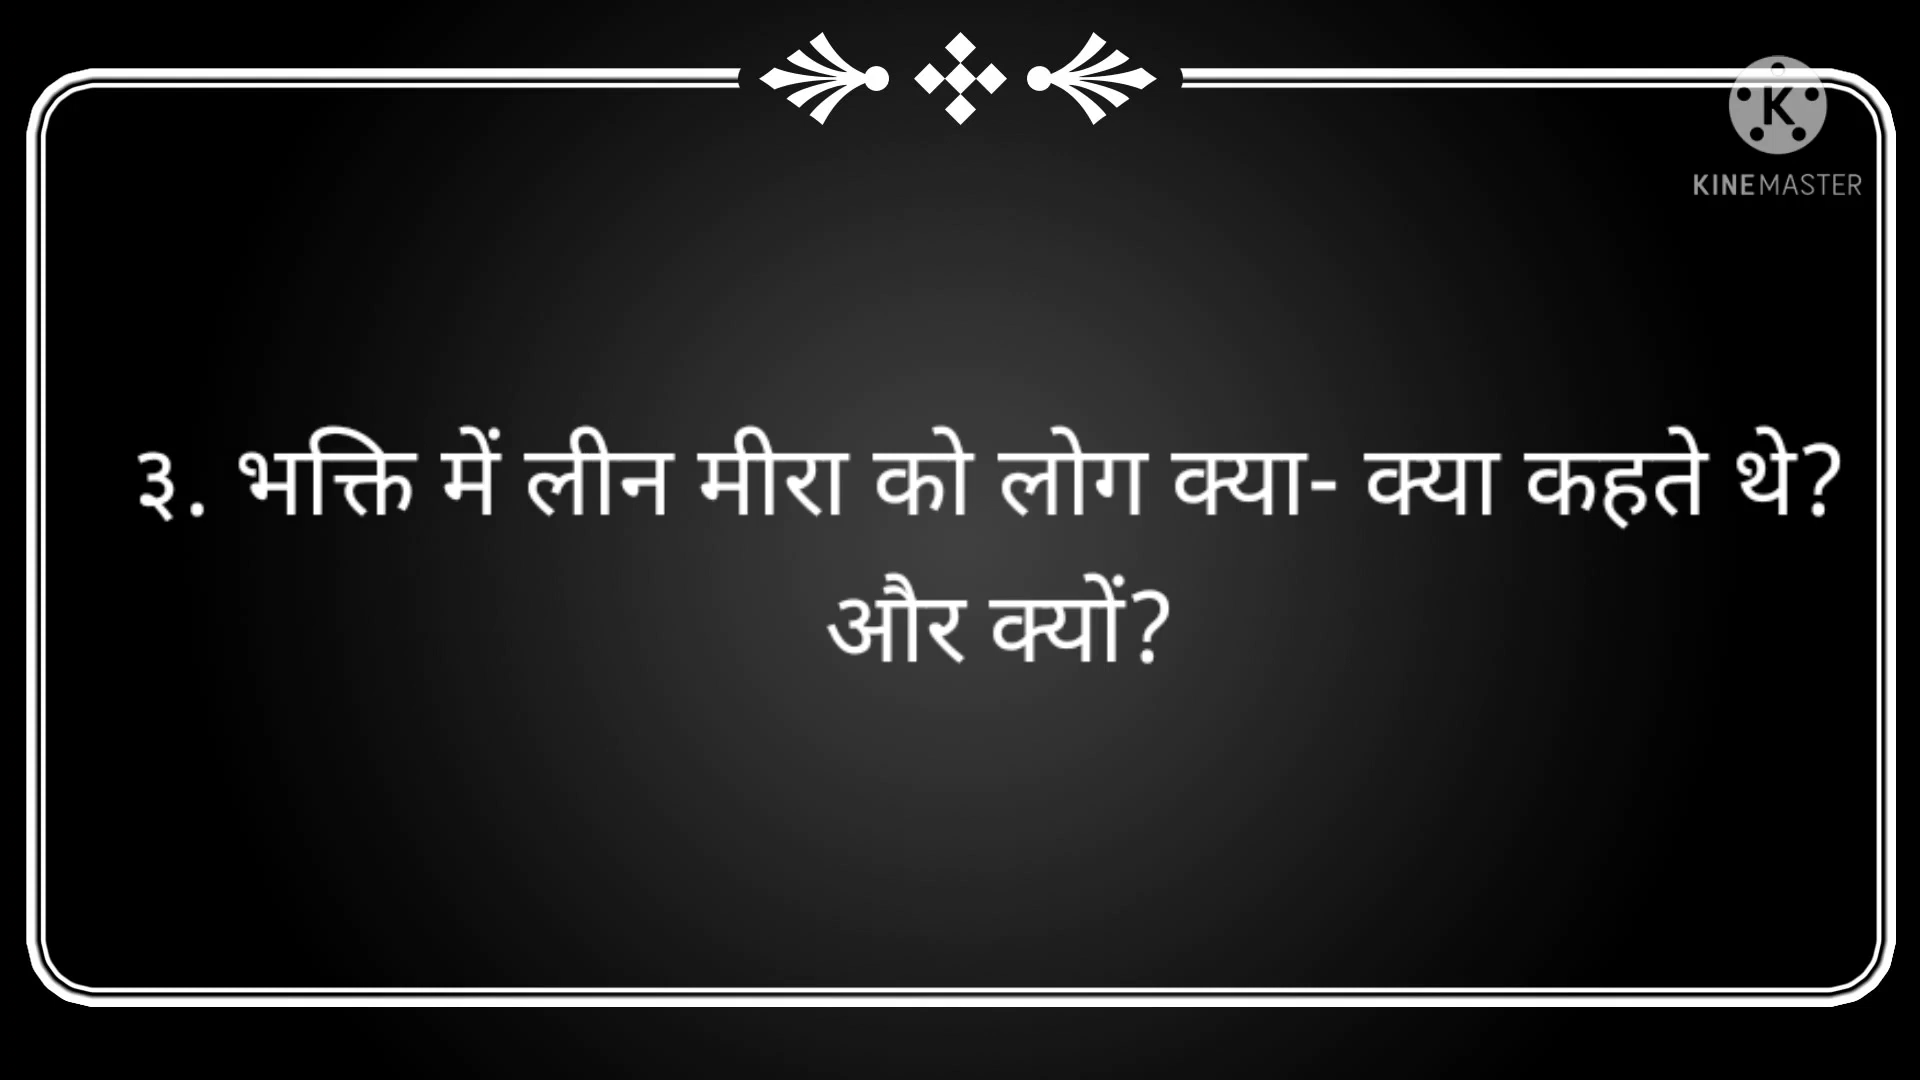 KINEMASTER
३. भक्ति में लीन मीरा को लोग क्या- क्या कहते थे?
और क्यों?